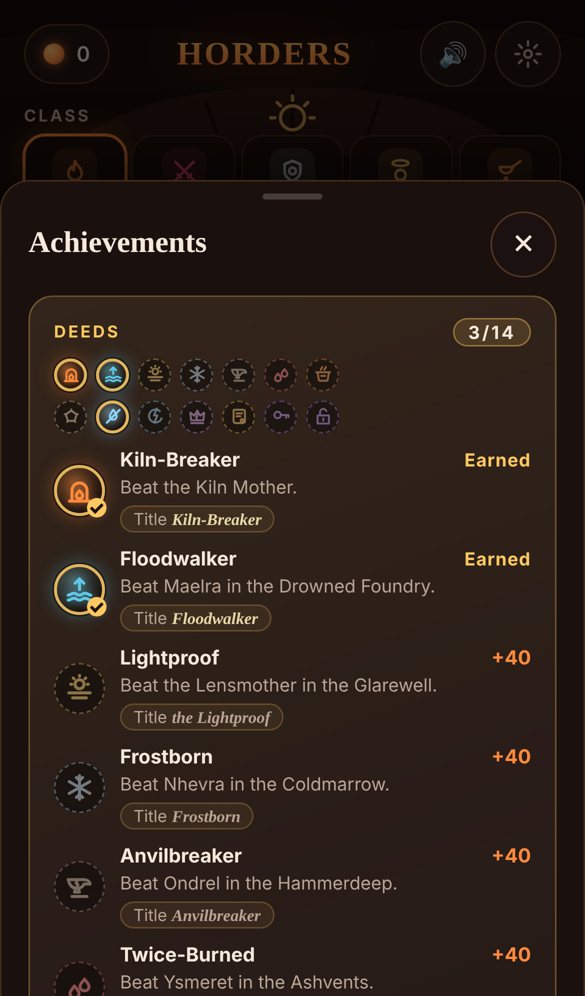 0
HORDERS
CLASS
Achievements
DEEDS
3/14
Kiln-Breaker
Earned
Beat the Kiln Mother.
Title Kiln-Breaker
Floodwalker
Earned
Beat Maelra in the Drowned Foundry.
Title Floodwalker
Lightproof
+40
Beat the Lensmother in the Glarewell.
Title the Lightproof
Frostborn
+40
Beat Nhevra in the Coldmarrow.
Title Frostborn
Anvilbreaker
+40
Beat Ondrel in the Hammerdeep.
Title Anvilbreaker
Twice-Burned
+40
Beat Ysmeret in the Ashvents.